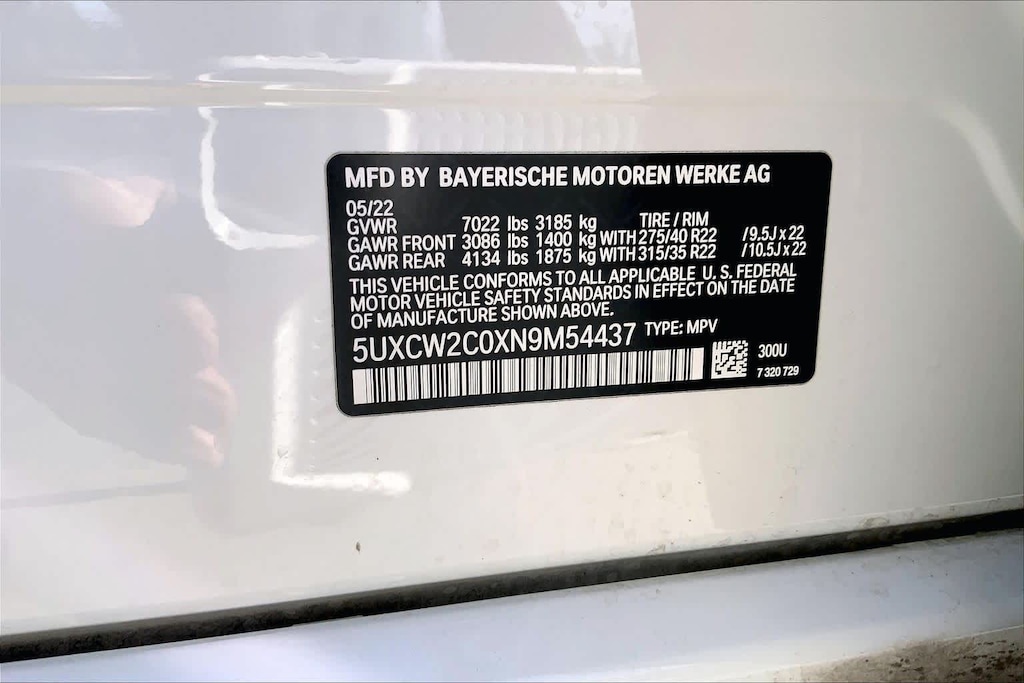 MFD BY BAYERISCHE MOTOREN WERKE AG
05/22
GVWR 7022 lbs 3185 kg TIRE / RIM
GAWR FRONT 3086 lbs 1400 kg WITH 275/40 R22 /9.5J x 22
GAWR REAR 4134 lbs 1875 kg WITH 315/35 R22 /10.5J x 22
THIS VEHICLE CONFORMS TO ALL APPLICABLE U. S. FEDERAL
MOTOR VEHICLE SAFETY STANDARDS IN EFFECT ON THE DATE
OF MANUFACTURE SHOWN ABOVE.
5UXCW2C0XN9M54437 TYPE: MPV
300U
7 320 729